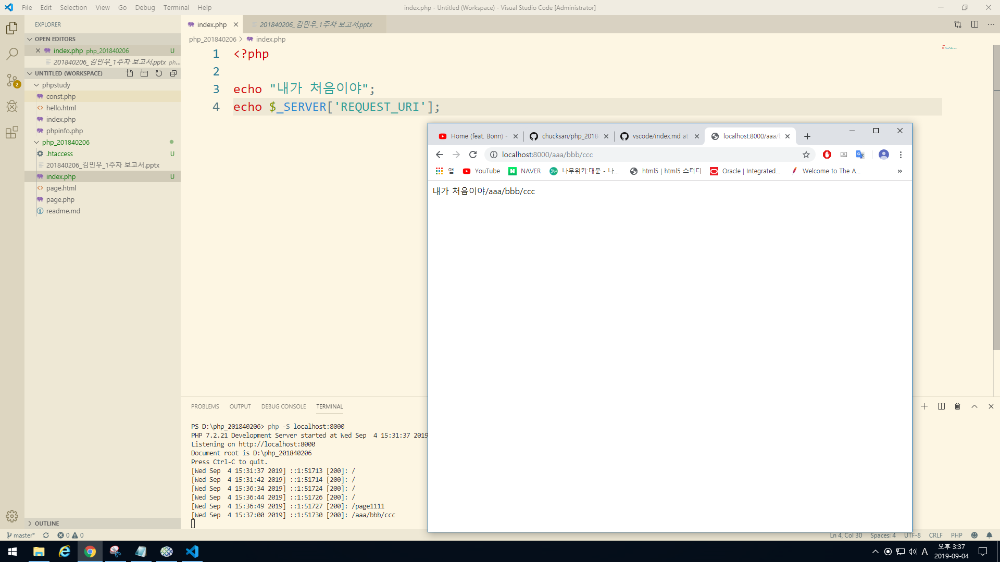 File Edit Selection View Go Debug Terminal Help
index.php - Untitled (Workspace) - Visual Studio Code [Administrator]
EXPLORER
OPEN EDITORS
index.php php_201840206 U
201840206_김민우_1주차 보고서.pptx ph...
UNTITLED (WORKSPACE)
phpstudy
const.php
hello.html
index.php
phpinfo.php
php_201840206
.htaccess U
201840206_김민우_1주차 보고서.pptx
index.php U
page.html
page.php
readme.md
OUTLINE
2
index.php
201840206_김민우_1주차 보고서.pptx
php_201840206 > index.php
1 <?php
2
3 echo "내가 처음이야";
4 echo $_SERVER['REQUEST_URI'];
Home (feat. Bonn) -
chucksan/php_2018
vscode/index.md at
localhost:8000/aaa/b
localhost:8000/aaa/bbb/ccc
앱 YouTube NAVER 나무위키:대문 - 나... html5 | html5 스터디 Oracle | Integrated... Welcome to The A... »
내가 처음이야/aaa/bbb/ccc
PROBLEMS OUTPUT DEBUG CONSOLE TERMINAL
PS D:\php_201840206> php -S localhost:8000
PHP 7.2.21 Development Server started at Wed Sep  4 15:31:37 2019
Listening on http://localhost:8000
Document root is D:\php_201840206
Press Ctrl-C to quit.
[Wed Sep  4 15:31:37 2019] ::1:51713 [200]: /
[Wed Sep  4 15:31:42 2019] ::1:51714 [200]: /
[Wed Sep  4 15:36:34 2019] ::1:51724 [200]: /
[Wed Sep  4 15:36:44 2019] ::1:51726 [200]: /
[Wed Sep  4 15:36:49 2019] ::1:51727 [200]: /page1111
[Wed Sep  4 15:37:00 2019] ::1:51730 [200]: /aaa/bbb/ccc
master* 0 0
Ln 4, Col 30 Spaces: 4 UTF-8 CRLF PHP
A
오후 3:37
2019-09-04